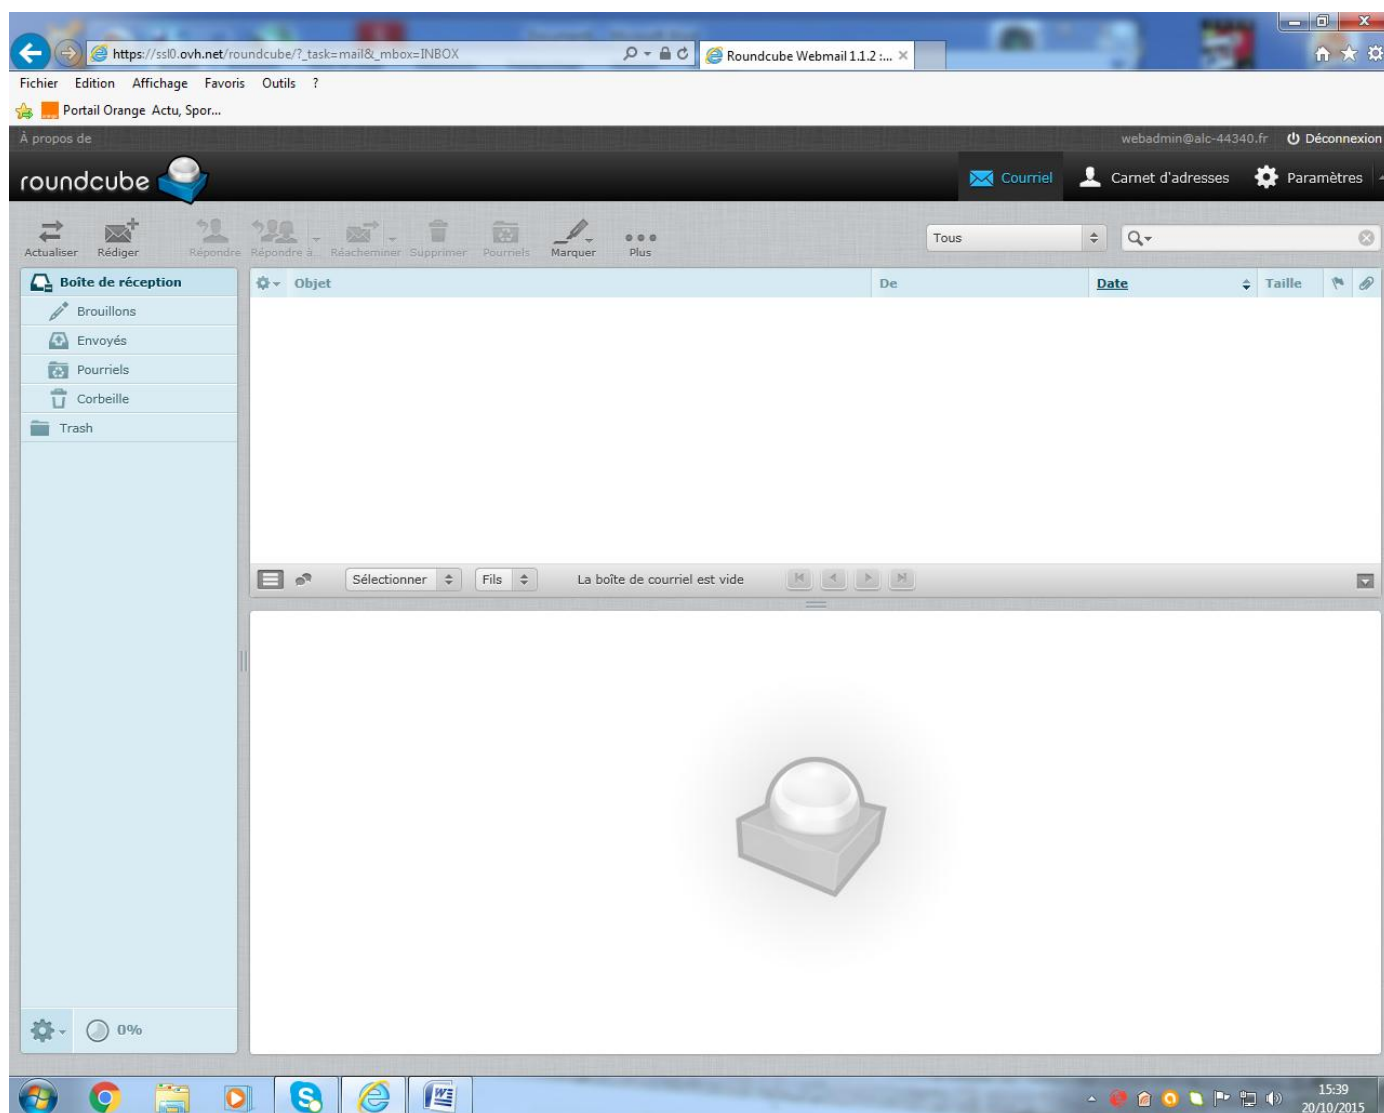 https://ssl0.ovh.net/roundcube/?_task=mail&_mbox=INBOX
Roundcube Webmail 1.1.2 :...
Fichier Edition Affichage Favoris Outils ?
Portail Orange Actu, Spor...
À propos de webadmin@alc-44340.fr Déconnexion
roundcube Courriel Carnet d'adresses Paramètres
Actualiser Rédiger Répondre Répondre à... Réacheminer Supprimer Pourriels Marquer Plus Tous
Boîte de réception Objet De Date Taille
Brouillons
Envoyés
Pourriels
Corbeille
Trash
Sélectionner Fils La boîte de courriel est vide
0%
15:39
20/10/2015